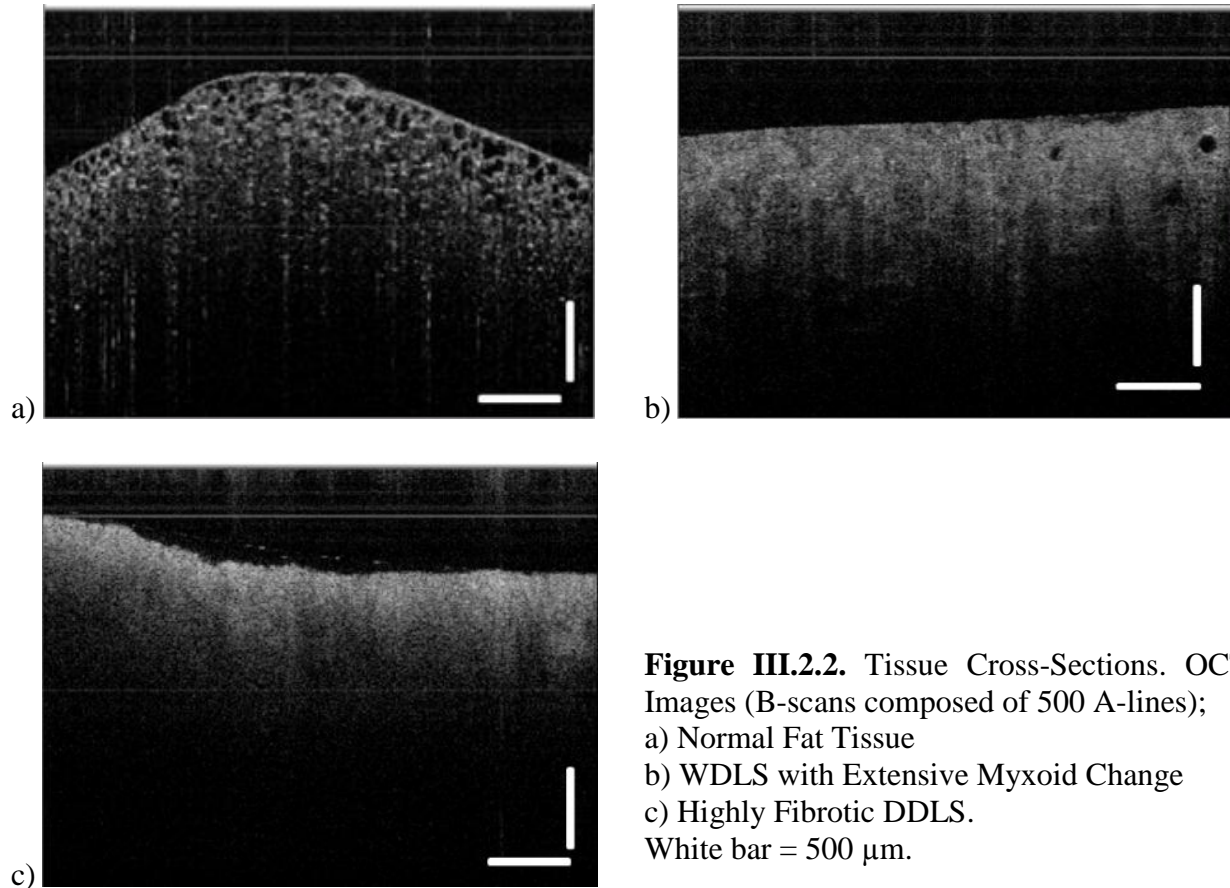 a)
b)
c)
Figure III.2.2. Tissue Cross-Sections. OC
Images (B-scans composed of 500 A-lines);
a) Normal Fat Tissue
b) WDLS with Extensive Myxoid Change
c) Highly Fibrotic DDLS.
White bar = 500 µm.